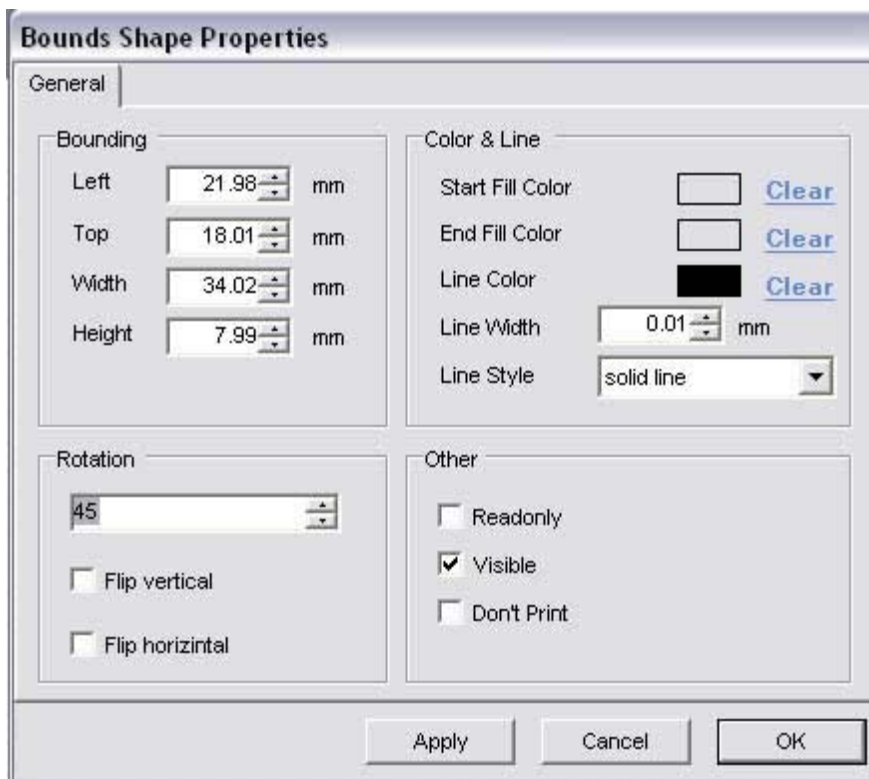 Bounds Shape Properties
General
Bounding
Left 21.98 mm
Top 18.01 mm
Width 34.02 mm
Height 7.99 mm
Color & Line
Start Fill Color Clear
End Fill Color Clear
Line Color Clear
Line Width 0.01 mm
Line Style solid line
Rotation
45
Flip vertical
Flip horizintal
Other
Readonly
Visible
Don't Print
Apply Cancel OK